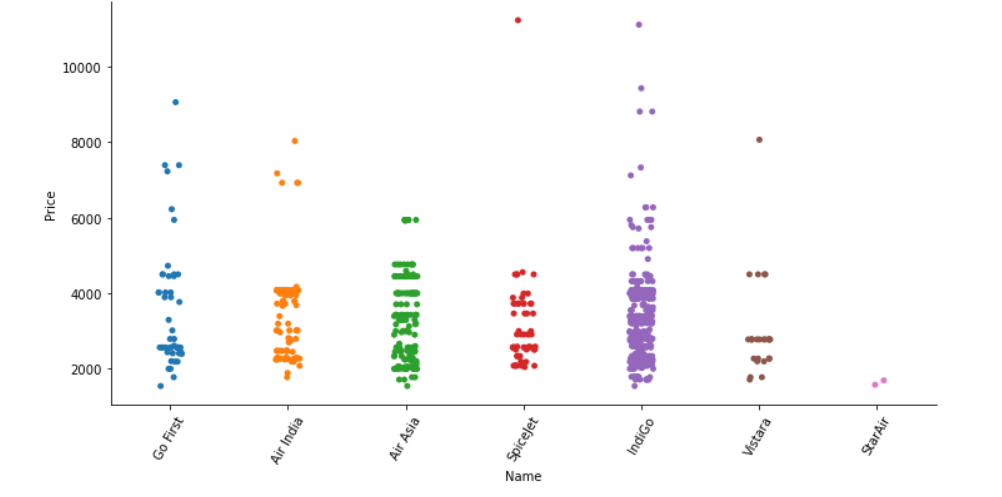 10000
8000
6000
4000
2000
Price
Go First
Air India
Air Asia
SpiceJet
IndiGo
Vistara
StarAir
Name